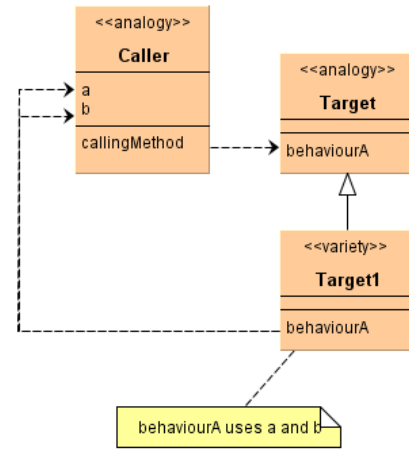 <<analogy>>
Caller
a
b
callingMethod
<<analogy>>
Target
behaviourA
<<variety>>
Target1
behaviourA
behaviourA uses a and b